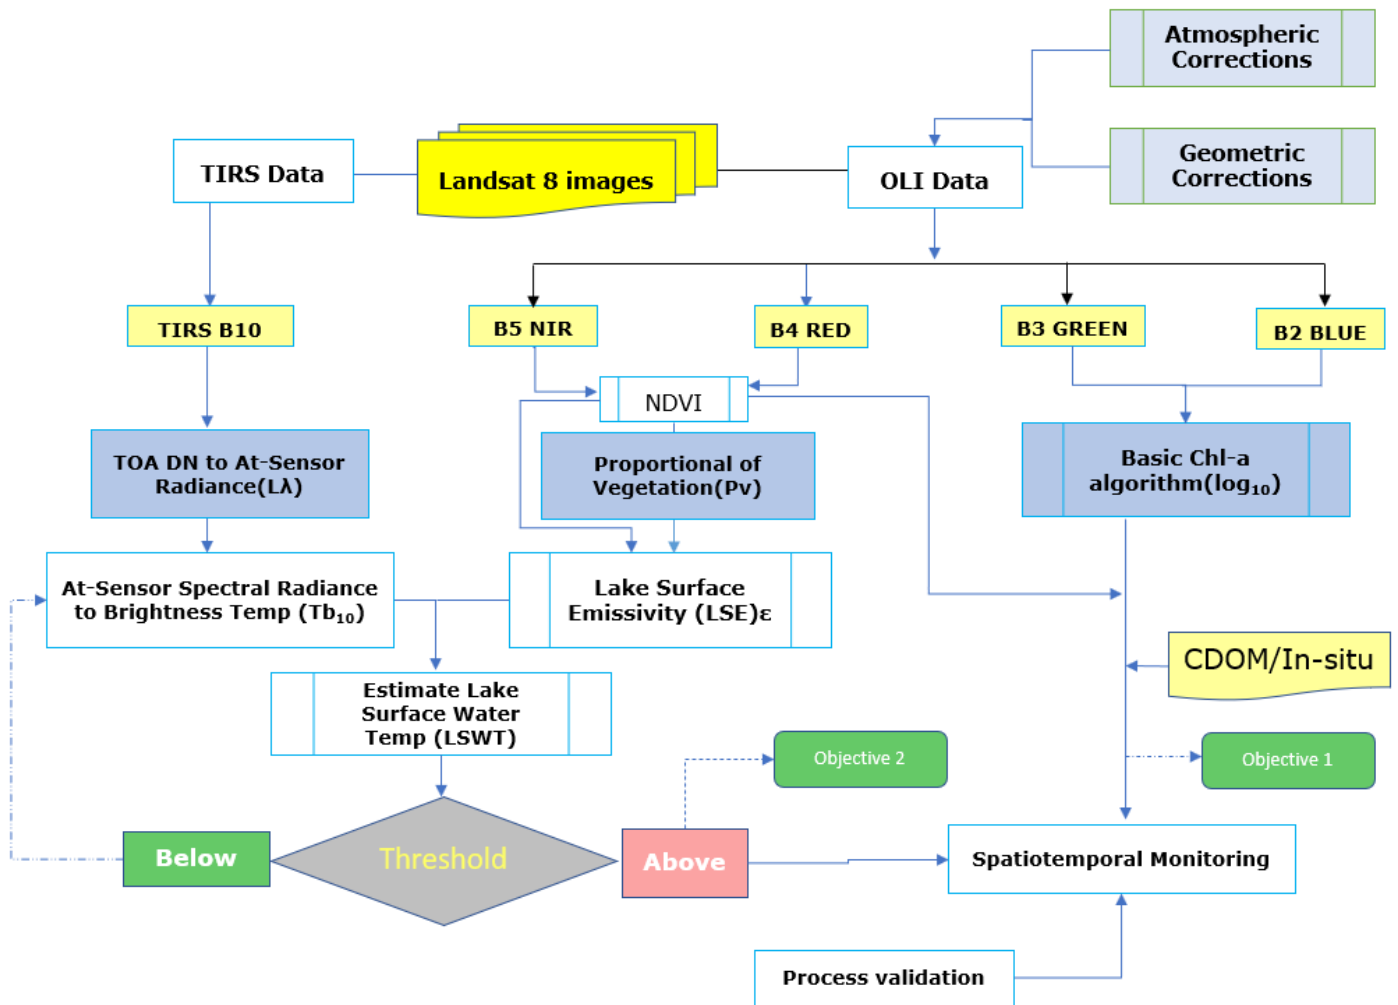 Atmospheric
Corrections
TIRS Data
Landsat 8 images
OLI Data
Geometric
Corrections
TIRS B10
B5 NIR
B4 RED
B3 GREEN
B2 BLUE
NDVI
TOA DN to At-Sensor
Radiance(Lλ)
Proportional of
Vegetation(Pv)
Basic Chl-a
algorithm(log₁₀)
At-Sensor Spectral Radiance
to Brightness Temp (Tb₁₀)
Lake Surface
Emissivity (LSE)ε
CDOM/In-situ
Estimate Lake
Surface Water
Temp (LSWT)
Objective 2
Objective 1
Below
Threshold
Above
Spatiotemporal Monitoring
Process validation